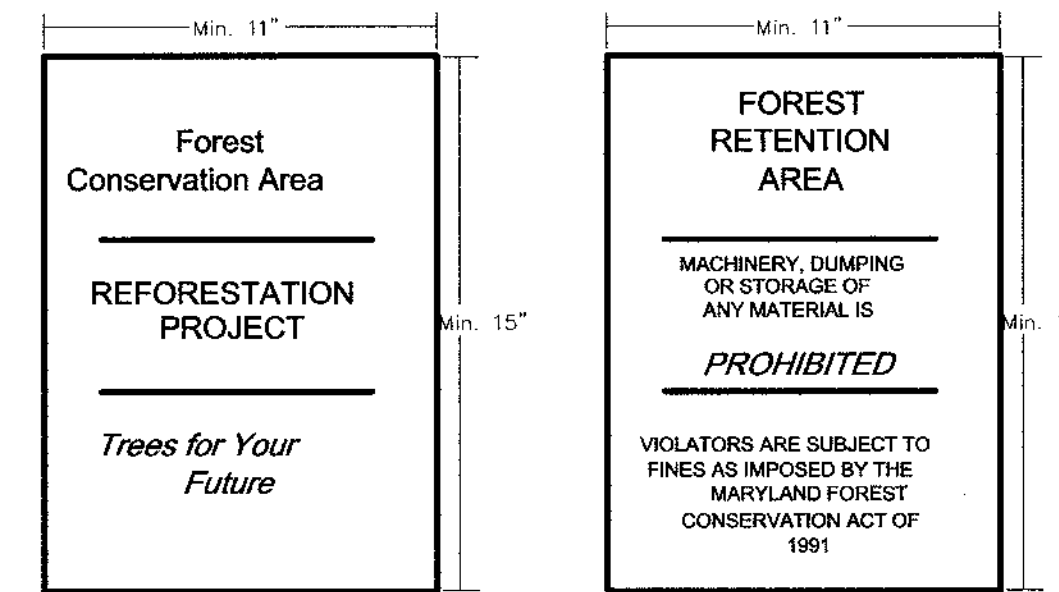 Min. 11"
Forest
Conservation Area
REFORESTATION
PROJECT
Trees for Your
Future
Min. 15"
Min. 11"
FOREST
RETENTION
AREA
MACHINERY, DUMPING
OR STORAGE OF
ANY MATERIAL IS
PROHIBITED
VIOLATORS ARE SUBJECT TO
FINES AS IMPOSED BY THE
MARYLAND FOREST
CONSERVATION ACT OF
1991
Min.